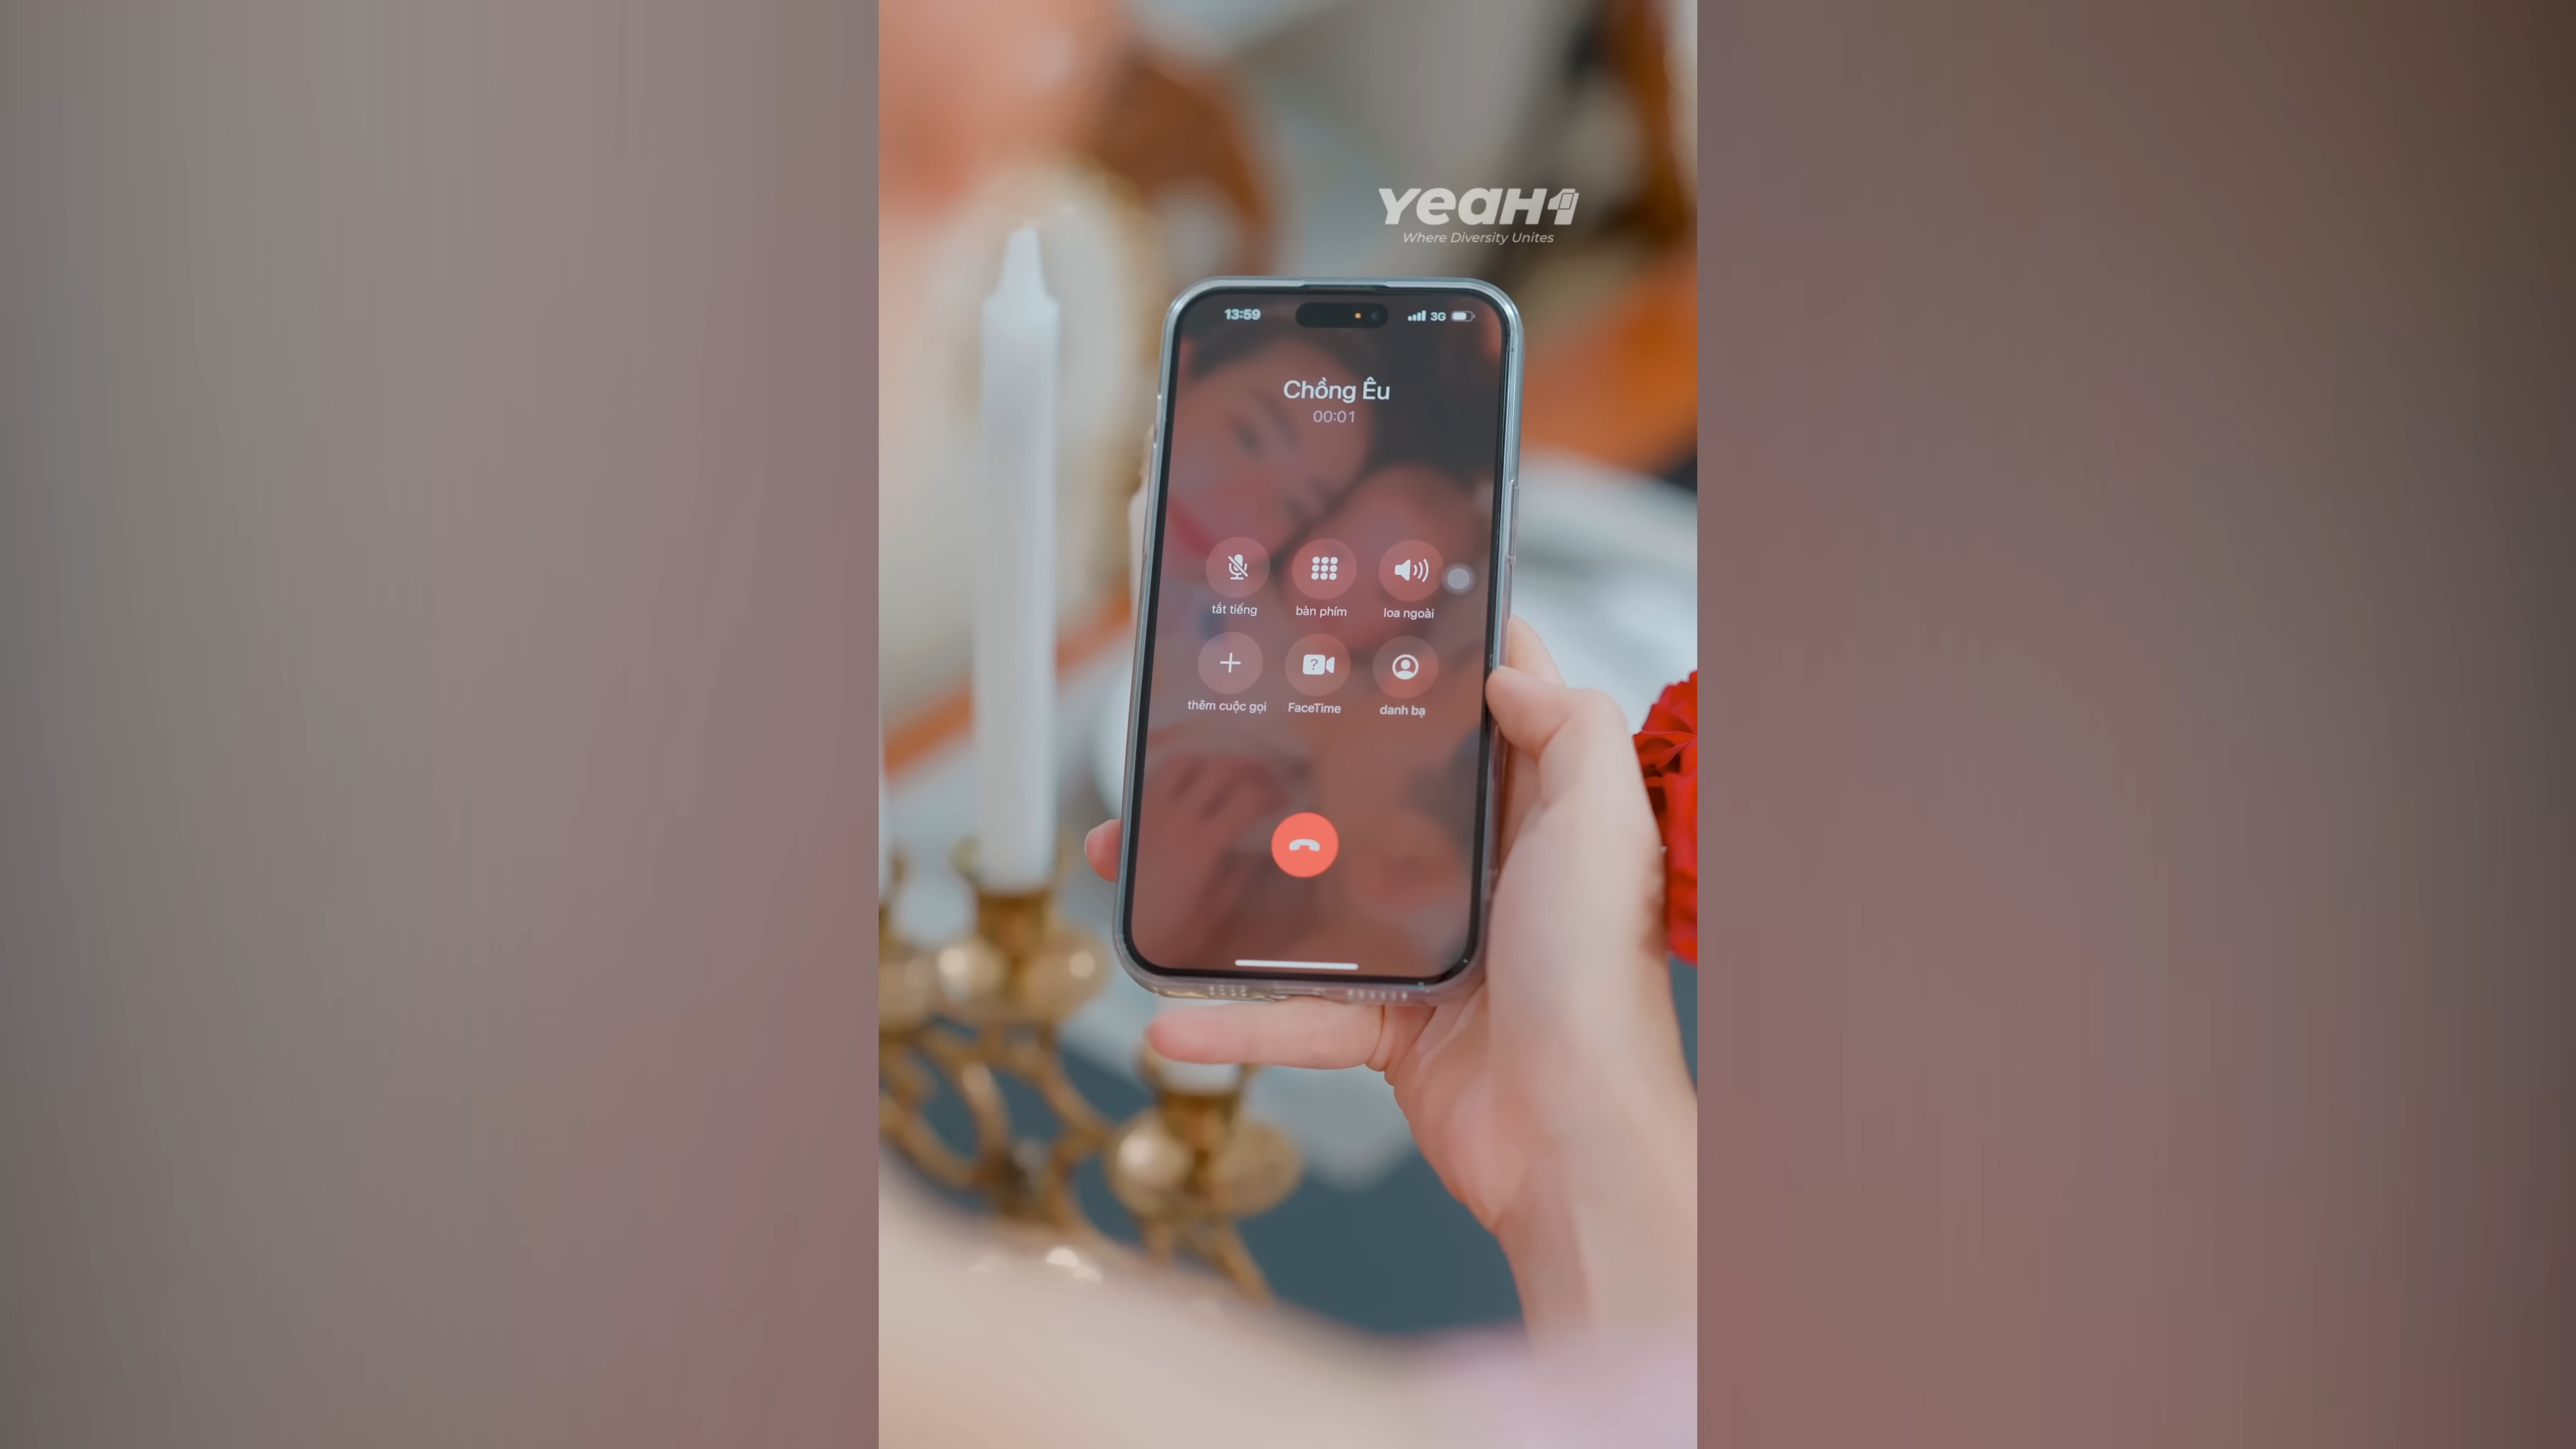 YEAH1
Where Diversity Unites
13:59
3G
Chồng Êu
00:01
tắt tiếng
bàn phím
loa ngoài
?
thêm cuộc gọi
FaceTime
danh bạ